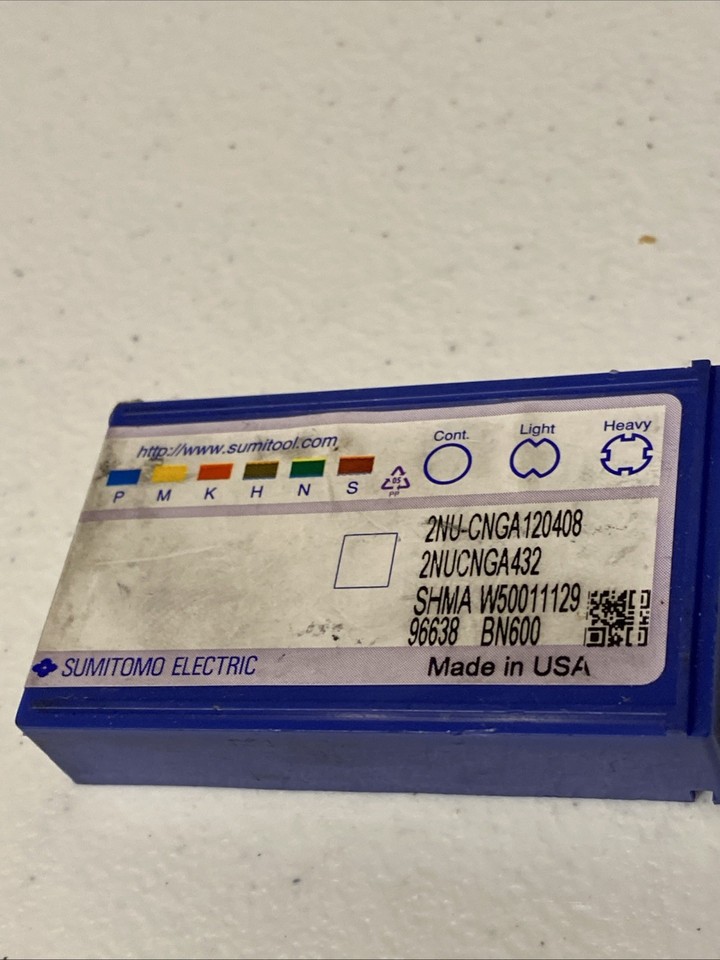 http://www.sumitool.com
P M K H N S
05
PP
Cont. Light Heavy
2NU-CNGA120408
2NUCNGA432
SHMA W50011129
96638 BN600
SUMITOMO ELECTRIC
Made in USA